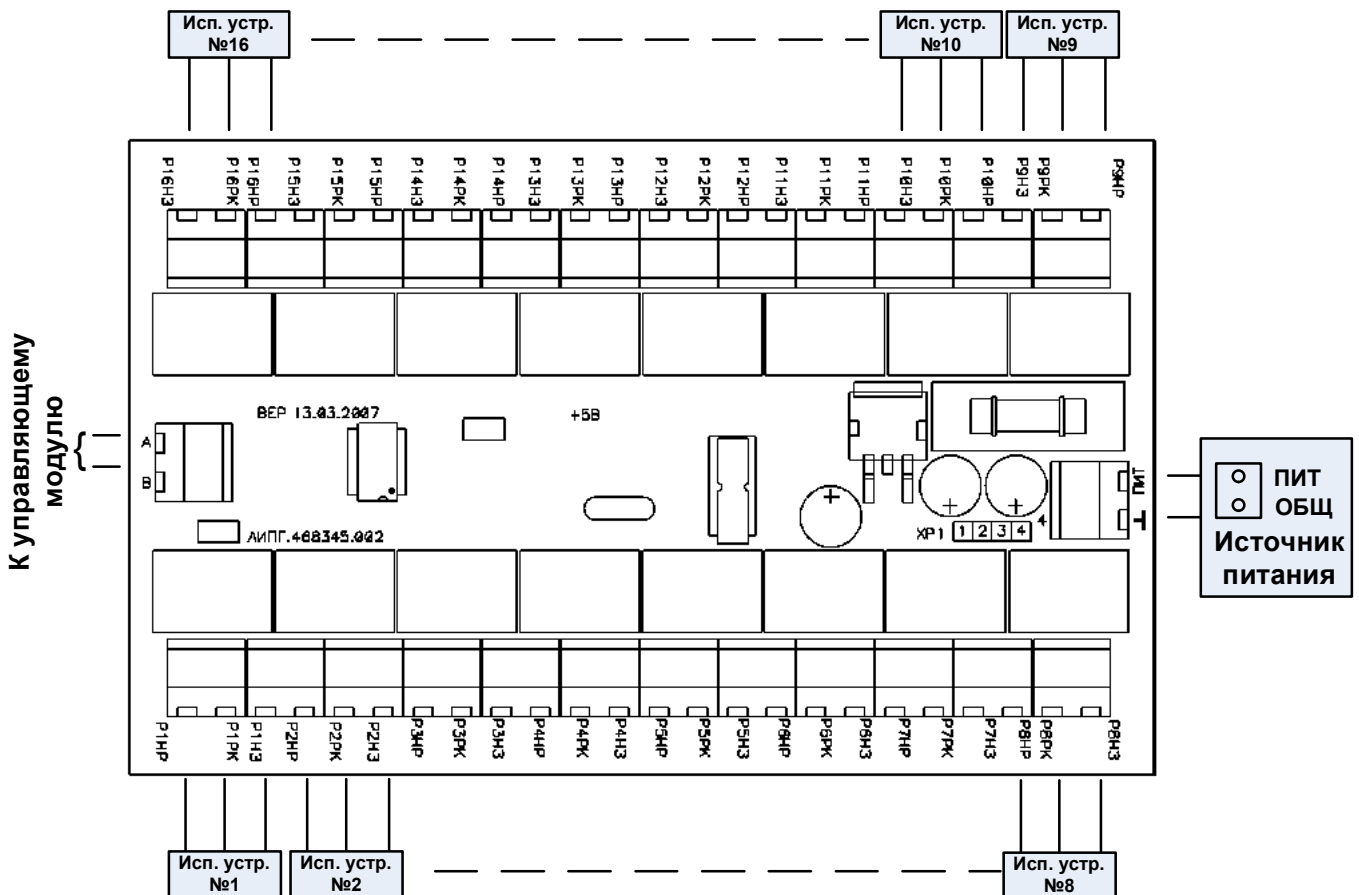 Исп. устр.
№16
Исп. устр.
№10
Исп. устр.
№9
P16НЗ
P16РК
P16НР
P15НЗ
P15РК
P15НР
P14НЗ
P14РК
P14НР
P13НЗ
P13РК
P13НР
P12НЗ
P12РК
P12НР
P11НЗ
P11РК
P11НР
P10НЗ
P10РК
P10НР
P9НЗ
P9РК
P9НР
К управляющему
модулю
A
B
ВЕР 13.03.2007
+5В
АИПГ.468345.002
ХР1 1 2 3 4
4
ПИТ
ПИТ
ОБЩ
Источник
питания
P1НР
P1РК
P1НЗ
P2НР
P2РК
P2НЗ
P3НР
P3РК
P3НЗ
P4НР
P4РК
P4НЗ
P5НР
P5РК
P5НЗ
P6НР
P6РК
P6НЗ
P7НР
P7РК
P7НЗ
P8НР
P8РК
P8НЗ
Исп. устр.
№1
Исп. устр.
№2
Исп. устр.
№8